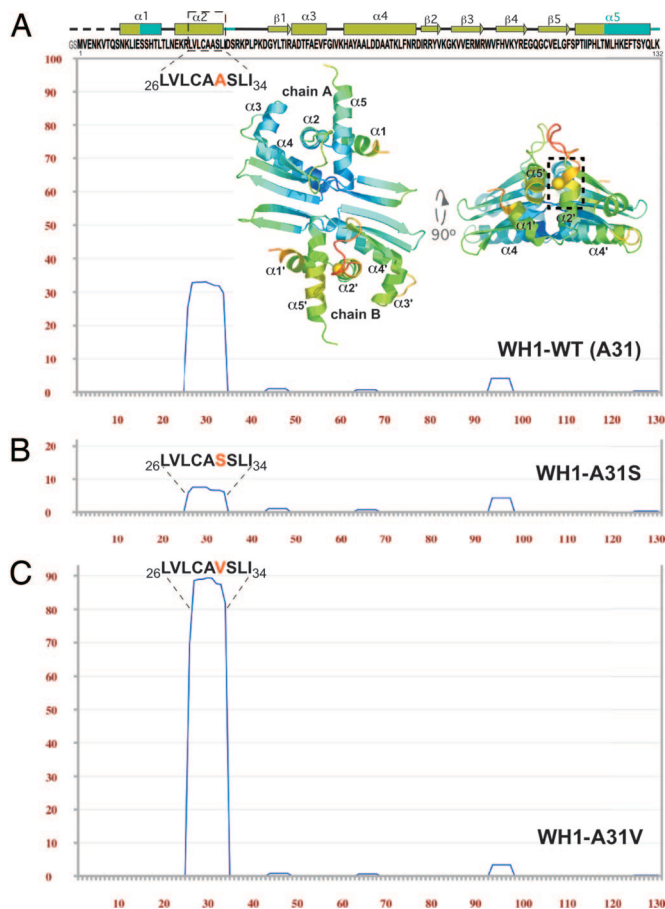 A
α1 α2 β1 α3 α4 β2 β3 β4 β5 α5
GSMVENKVTQSNKLIESSHTLTLNEKRLVLCAASLIDSRKPLPKDGYLTIRADTFAEVFGIVKHAYAALDDAATKLFNRDIRRYVKGKVVERMRWVFHVKYREGQGCVELGFSPTIIPHLTMLHKEFTSYQLK
1 132
26LVLCAASLI34
100
90
80
70
60
50
40
30
20
10
0
chain A
α3 α2 α5 α1 α4
α1' α2' α4' α5' α3'
chain B
90º
α5' α1' α2' α4 α4'
WH1-WT (A31)
10 20 30 40 50 60 70 80 90 100 110 120 130
B
20
10
0
26LVLCASSLI34
WH1-A31S
10 20 30 40 50 60 70 80 90 100 110 120 130
C
26LVLCAVSLI34
90
80
70
60
50
40
30
20
10
0
WH1-A31V
10 20 30 40 50 60 70 80 90 100 110 120 130